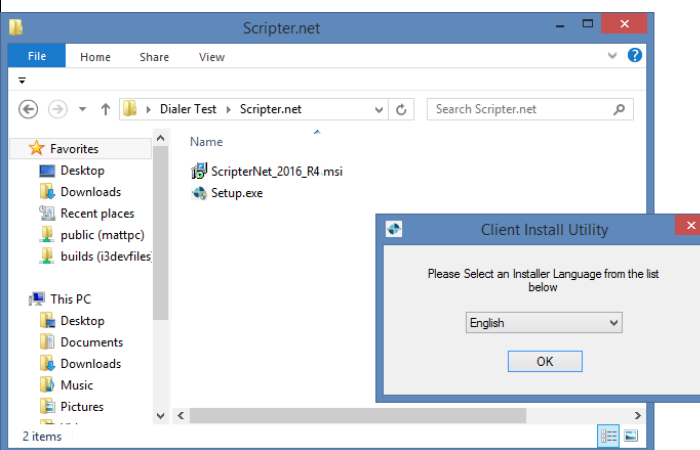 Scripter.net
File Home Share View
Dialer Test Scripter.net
Search Scripter.net
Favorites
Desktop
Downloads
Recent places
public (mattpc)
builds (i3devfiles)
This PC
Desktop
Documents
Downloads
Music
Pictures
Name
ScripterNet_2016_R4.msi
Setup.exe
Client Install Utility
Please Select an Installer Language from the list
below
English
OK
2 items